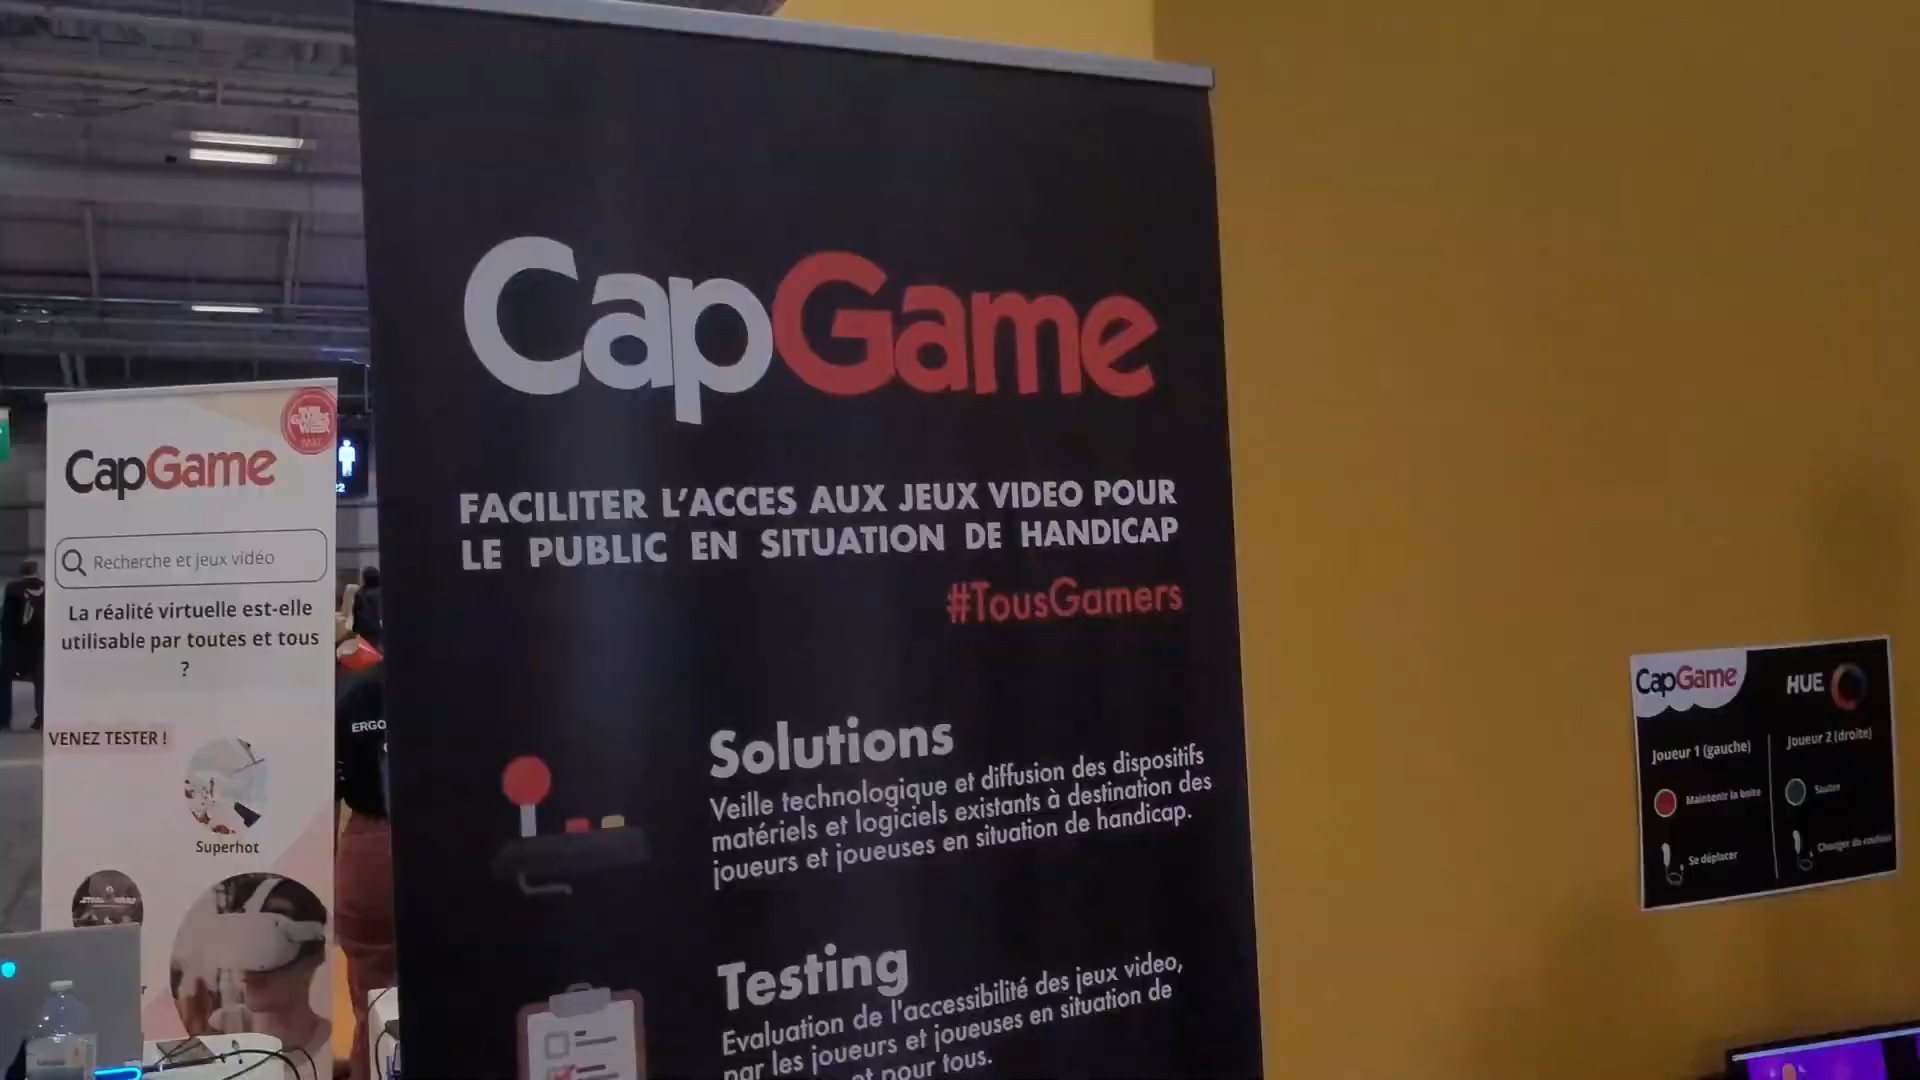 CapGame
FACILITER L'ACCES AUX JEUX VIDEO POUR
LE PUBLIC EN SITUATION DE HANDICAP
#TousGamers
Solutions
Veille technologique et diffusion des dispositifs
matériels et logiciels existants à destination des
joueurs et joueuses en situation de handicap.
Testing
Evaluation de l'accessibilité des jeux video,
par les joueurs et joueuses en situation de
et pour tous.
CapGame
Recherche et jeux vidéo
La réalité virtuelle est-elle
utilisable par toutes et tous
?
VENEZ TESTER !
Superhot
ERGO
CapGame
HUE
Joueur 1 (gauche)
Maintenir la boite
Se déplacer
Joueur 2 (droite)
Sauter
Changer de couleur